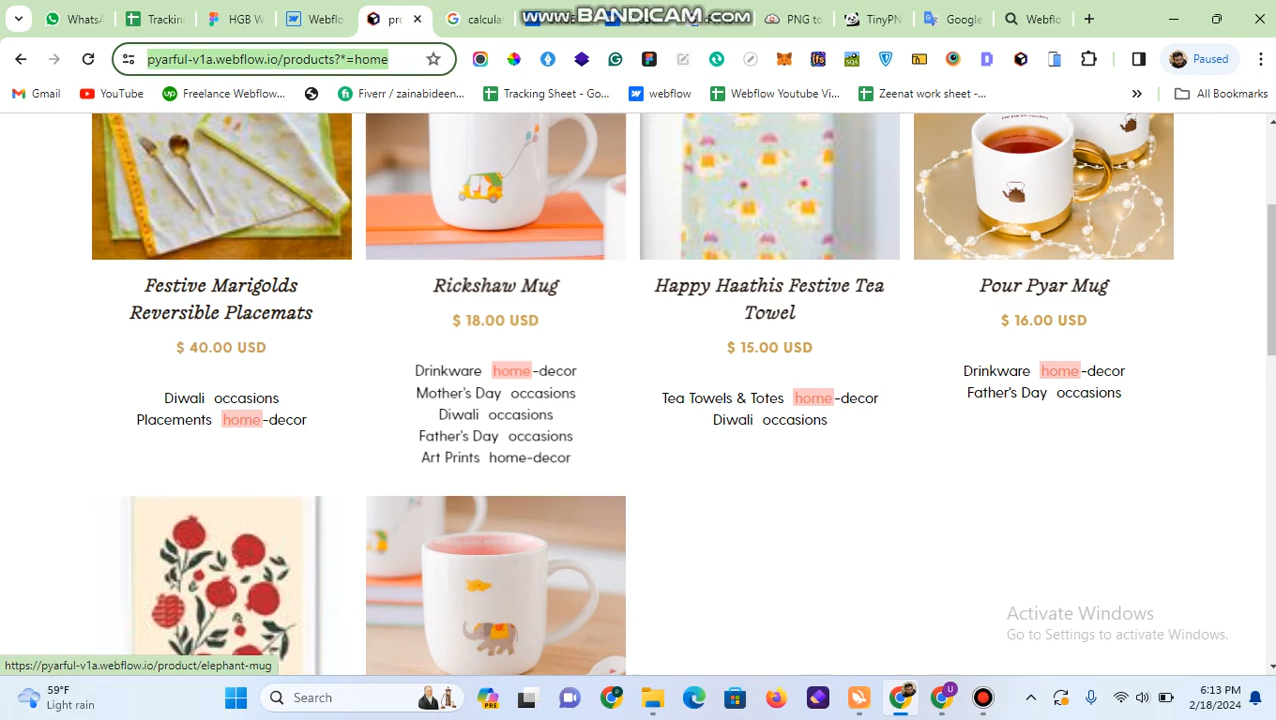 WhatsA
Trackin
HGB W
Webflo
pro
calcula
www.BANDICAM.com
PNG to
TinyPN
Google
Webflc
pyarful-v1a.webflow.io/products?*=home
Paused
Gmail
YouTube
Freelance Webflow...
Fiverr / zainabideen...
Tracking Sheet - Go...
webflow
Webflow Youtube Vi...
Zeenat work sheet -...
All Bookmarks
Festive Marigolds
Reversible Placemats
$ 40.00 USD
Diwali occasions
Placements home-decor
Rickshaw Mug
$ 18.00 USD
Drinkware home-decor
Mother's Day occasions
Diwali occasions
Father's Day occasions
Art Prints home-decor
Happy Haathis Festive Tea
Towel
$ 15.00 USD
Tea Towels & Totes home-decor
Diwali occasions
Pour Pyar Mug
$ 16.00 USD
Drinkware home-decor
Father's Day occasions
Activate Windows
Go to Settings to activate Windows.
https://pyarful-v1a.webflow.io/product/elephant-mug
59°F
Light rain
Search
PRE
6:13 PM
2/18/2024